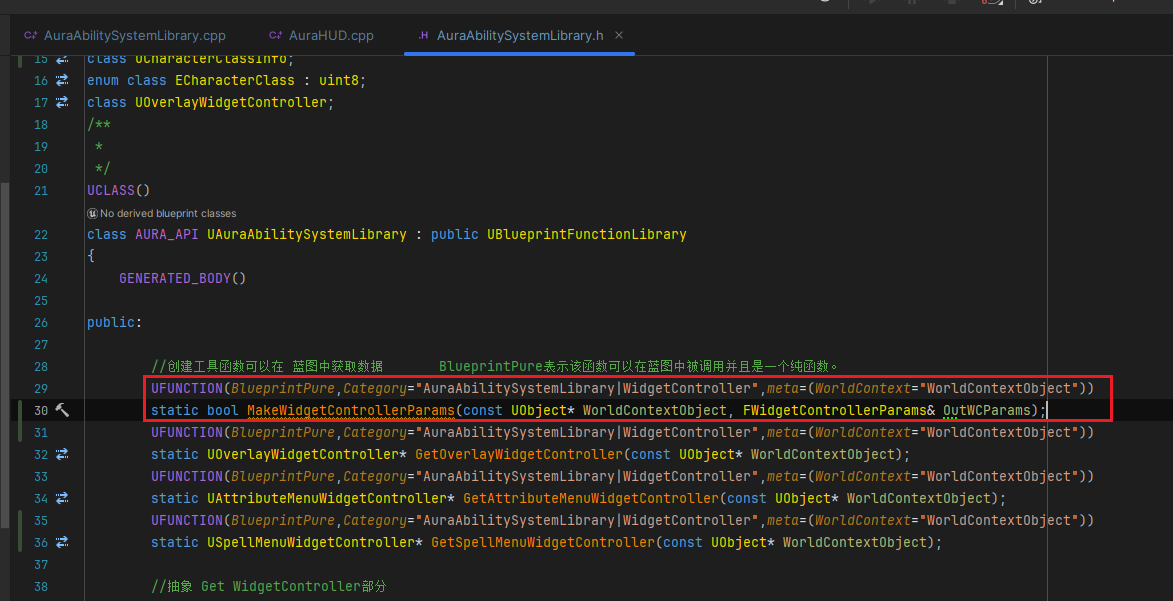 AuraAbilitySystemLibrary.cpp AuraHUD.cpp .H AuraAbilitySystemLibrary.h
15 class UCharacterClassInfo;
16 enum class ECharacterClass : uint8;
17 class UOverlayWidgetController;
18 /**
19 *
20 */
21 UCLASS()
No derived blueprint classes
22 class AURA_API UAuraAbilitySystemLibrary : public UBlueprintFunctionLibrary
23 {
24 GENERATED_BODY()
25
26 public:
27
28 //创建工具函数可以在 蓝图中获取数据 BlueprintPure表示该函数可以在蓝图中被调用并且是一个纯函数。
29 UFUNCTION(BlueprintPure,Category="AuraAbilitySystemLibrary|WidgetController",meta=(WorldContext="WorldContextObject"))
30 static bool MakeWidgetControllerParams(const UObject* WorldContextObject, FWidgetControllerParams& OutWCParams);
31 UFUNCTION(BlueprintPure,Category="AuraAbilitySystemLibrary|WidgetController",meta=(WorldContext="WorldContextObject"))
32 static UOverlayWidgetController* GetOverlayWidgetController(const UObject* WorldContextObject);
33 UFUNCTION(BlueprintPure,Category="AuraAbilitySystemLibrary|WidgetController",meta=(WorldContext="WorldContextObject"))
34 static UAttributeMenuWidgetController* GetAttributeMenuWidgetController(const UObject* WorldContextObject);
35 UFUNCTION(BlueprintPure,Category="AuraAbilitySystemLibrary|WidgetController",meta=(WorldContext="WorldContextObject"))
36 static USpellMenuWidgetController* GetSpellMenuWidgetController(const UObject* WorldContextObject);
37
38 //抽象 Get WidgetController部分